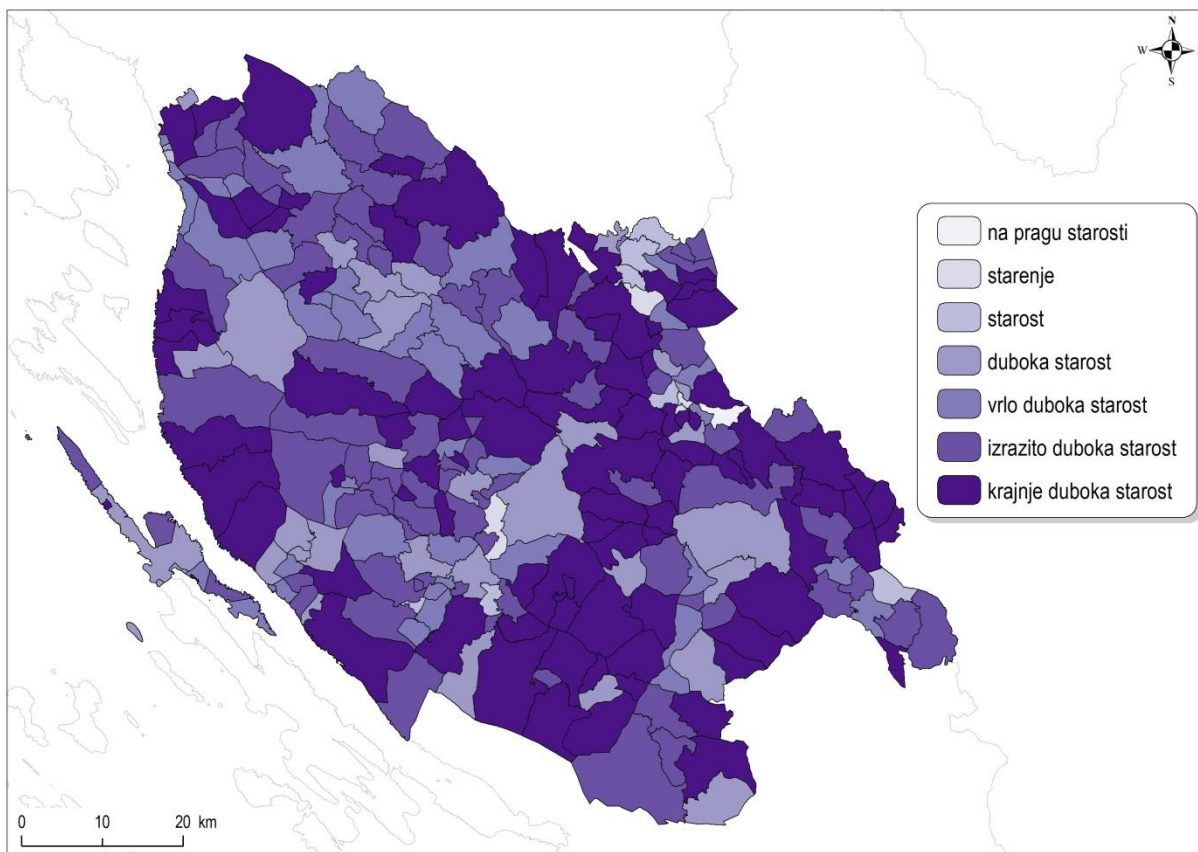 N
W
S
na pragu starosti
starenje
starost
duboka starost
vrlo duboka starost
izrazito duboka starost
krajnje duboka starost
0 10 20 km